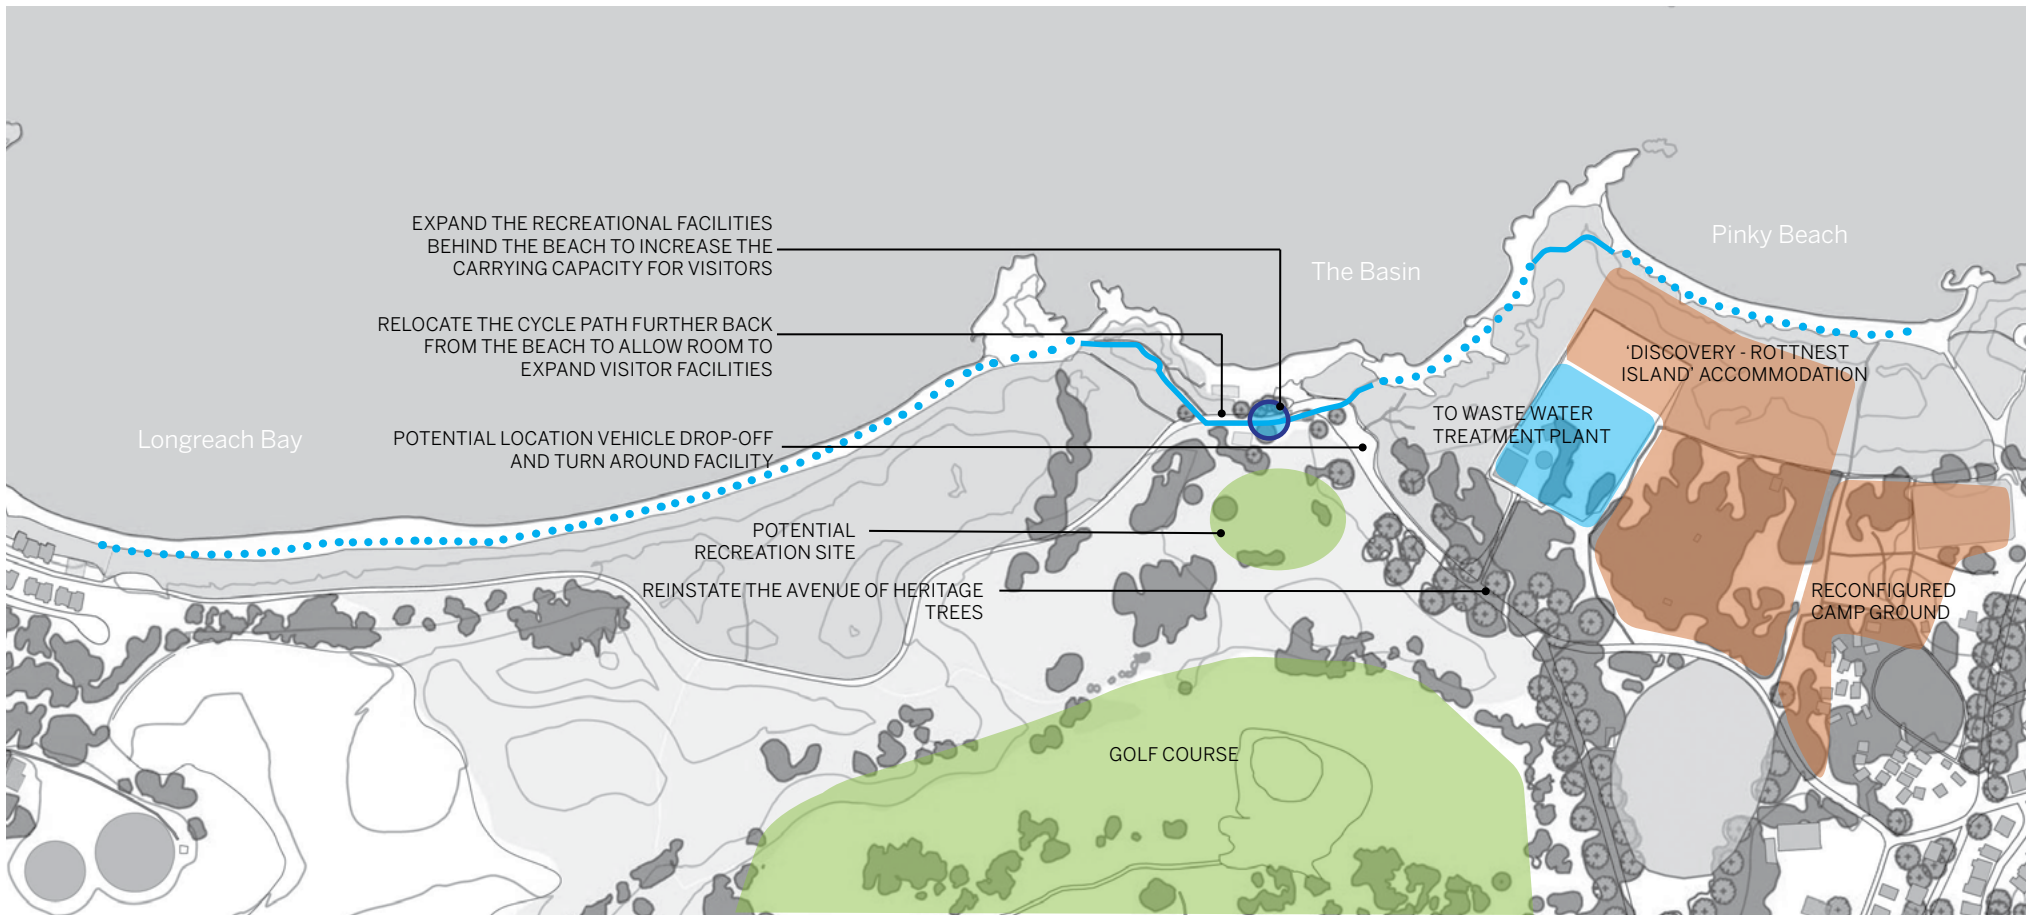 EXPAND THE RECREATIONAL FACILITIES
BEHIND THE BEACH TO INCREASE THE
CARRYING CAPACITY FOR VISITORS
RELOCATE THE CYCLE PATH FURTHER BACK
FROM THE BEACH TO ALLOW ROOM TO
EXPAND VISITOR FACILITIES
POTENTIAL LOCATION VEHICLE DROP-OFF
AND TURN AROUND FACILITY
POTENTIAL
RECREATION SITE
REINSTATE THE AVENUE OF HERITAGE
TREES
Longreach Bay
The Basin
Pinky Beach
'DISCOVERY - ROTTNEST
ISLAND' ACCOMMODATION
TO WASTE WATER
TREATMENT PLANT
RECONFIGURED
CAMP GROUND
GOLF COURSE